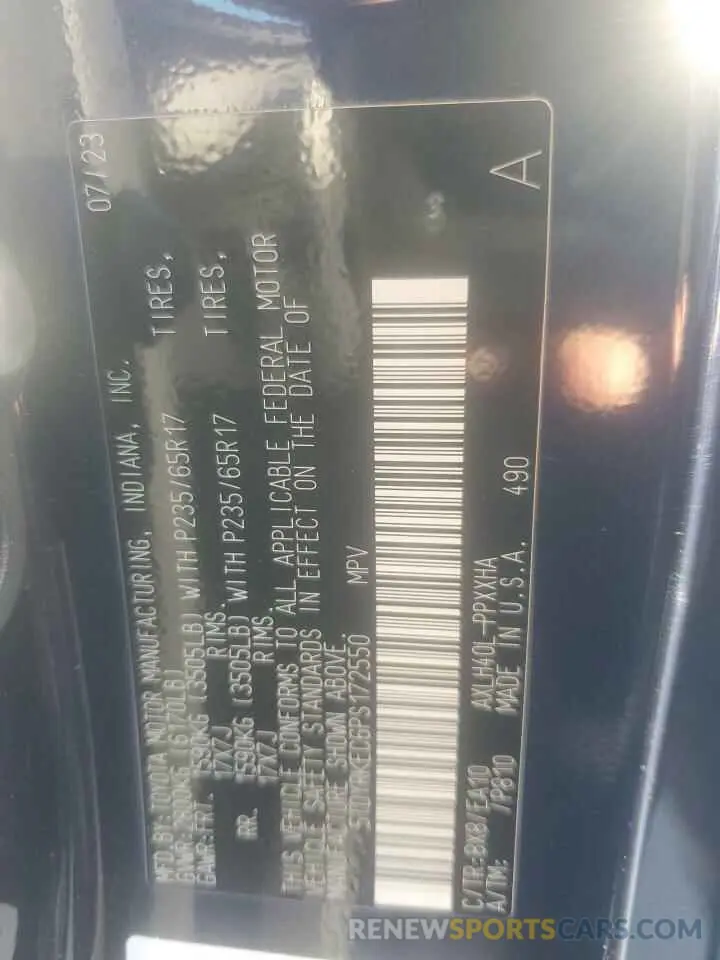 07/23
MFD.BY:TOYOTA MOTOR MANUFACTURING, INDIANA, INC.
GVWR: (6770LB)
GAWR:FRT. 1590KG (3505LB) WITH P235/65R17 TIRES,
17X7J RIMS.
RR. 1590KG (3505LB) WITH P235/65R17 TIRES,
17X7J RIMS.
THIS VEHICLE CONFORMS TO ALL APPLICABLE FEDERAL MOTOR
VEHICLE SAFETY STANDARDS IN EFFECT ON THE DATE OF
MANUFACTURE SHOWN ABOVE.
MPV
C/TR:8X8/EA10 AXLH40L-PPXXHA
A/TM: /P810 MADE IN U.S.A. 490
A
RENEWSPORTSCARS.COM